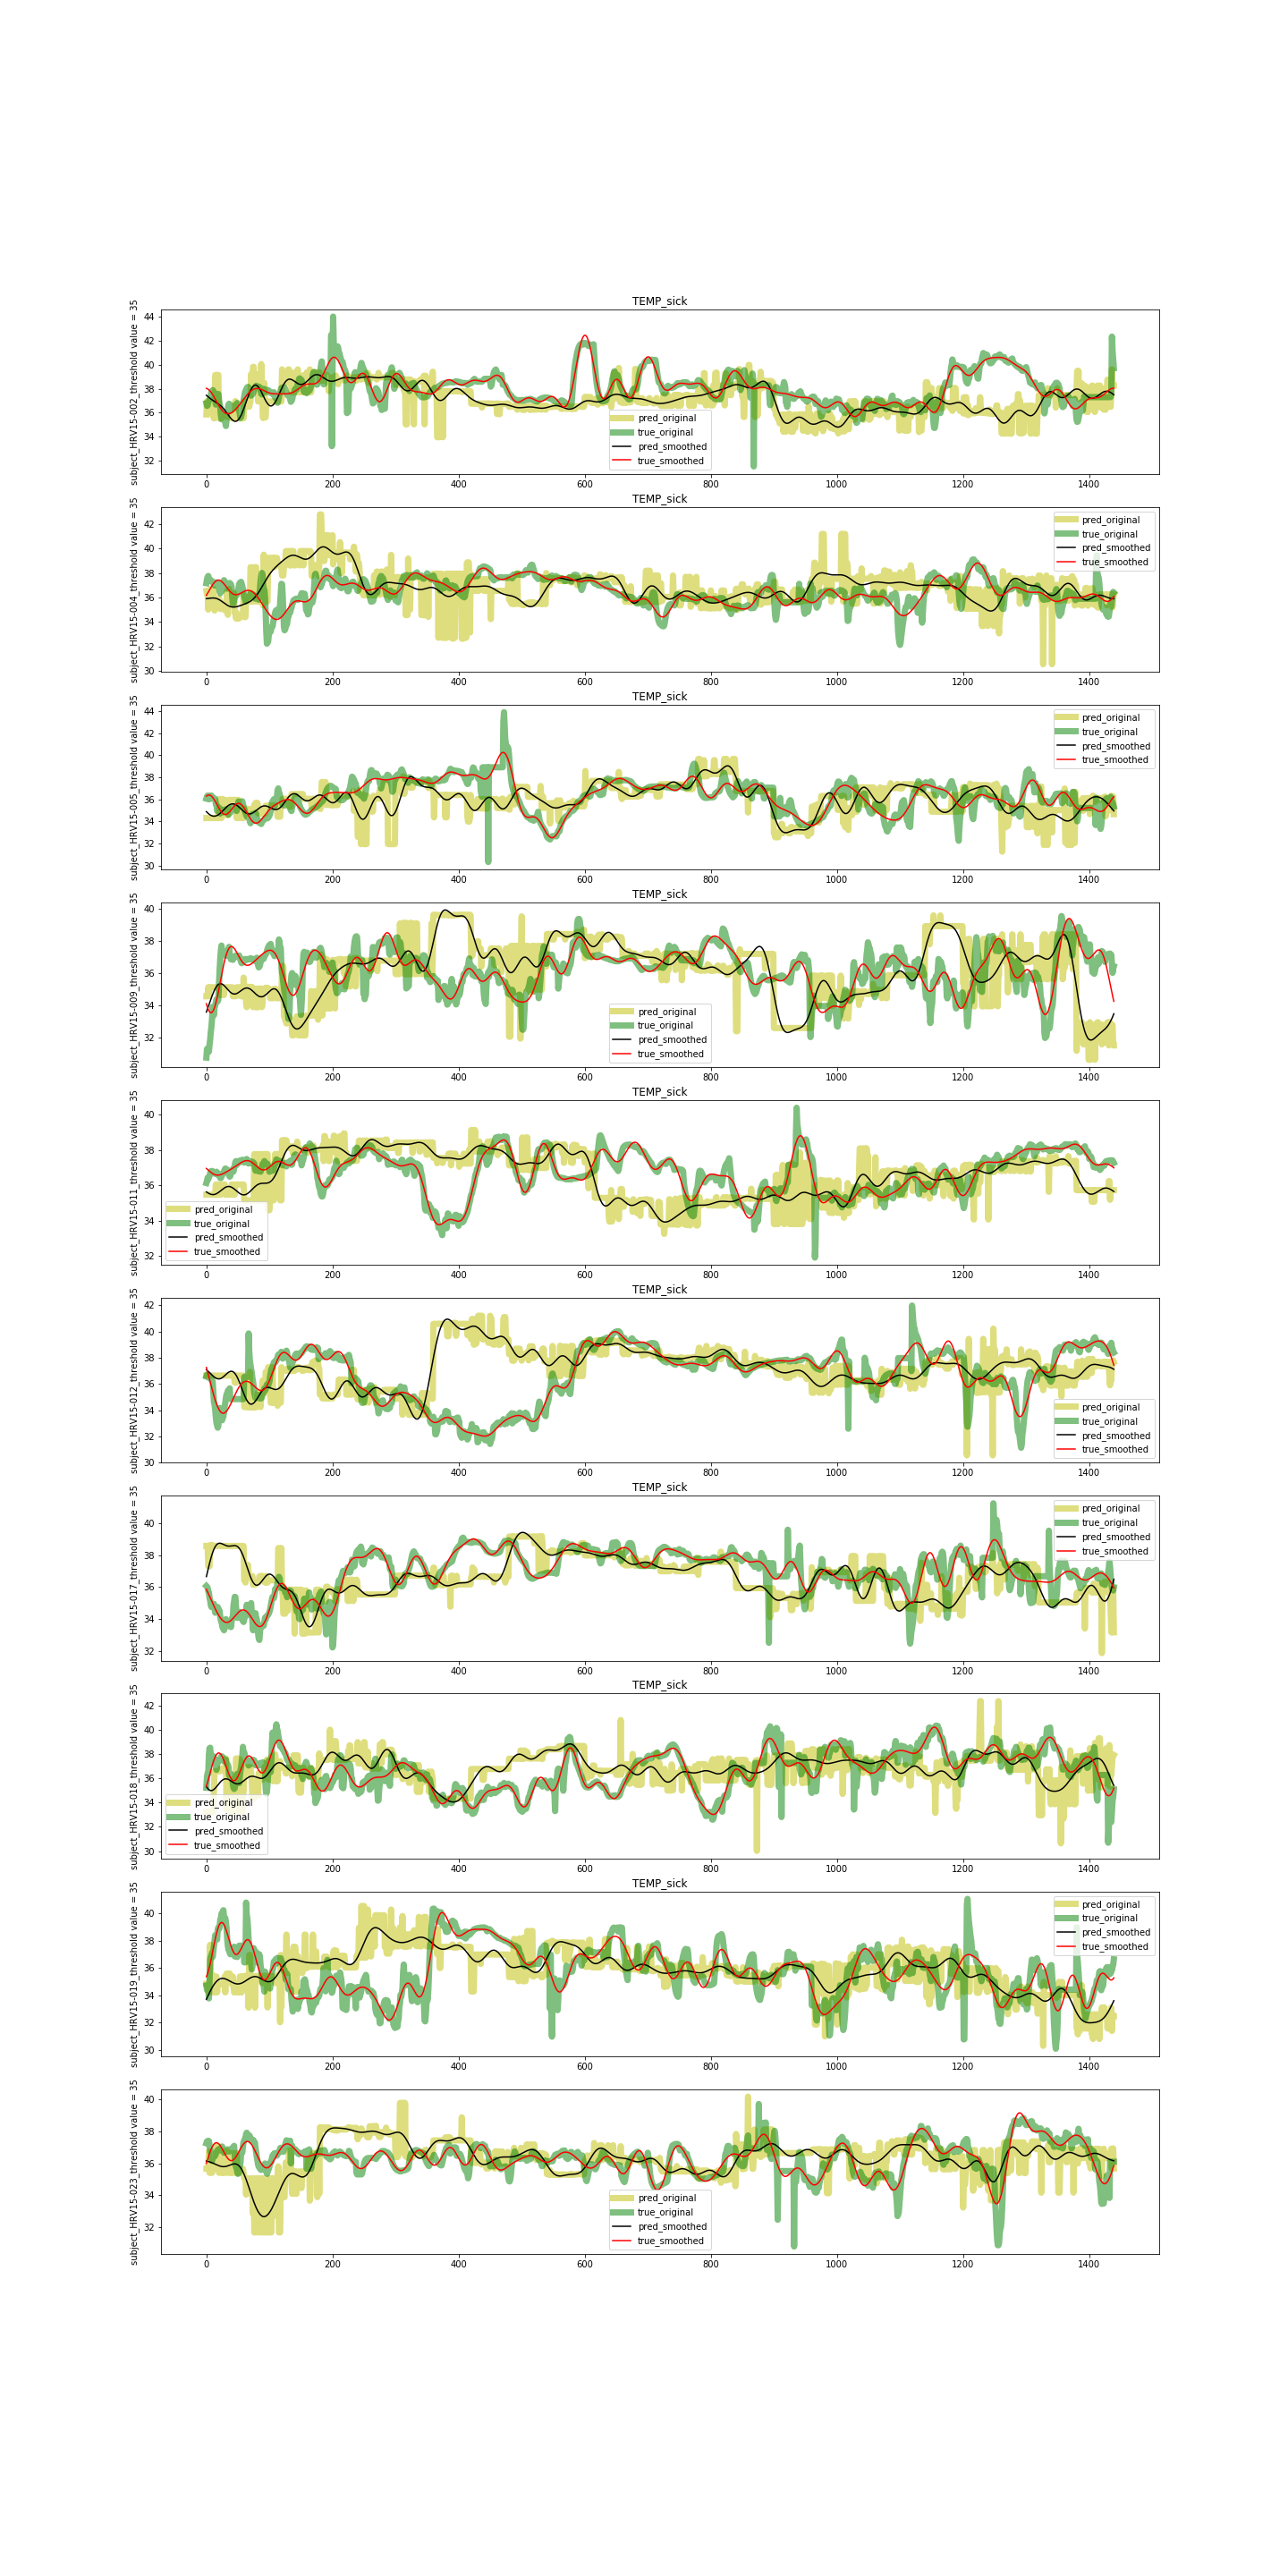 TEMP_sick
subject_HRV15-002_threshold value = 35
44
42
40
38
36
34
32
pred_original
true_original
pred_smoothed
true_smoothed
0 200 400 600 800 1000 1200 1400
TEMP_sick
subject_HRV15-004_threshold value = 35
42
40
38
36
34
32
30
pred_original
true_original
pred_smoothed
true_smoothed
0 200 400 600 800 1000 1200 1400
TEMP_sick
subject_HRV15-005_threshold value = 35
44
42
40
38
36
34
32
30
pred_original
true_original
pred_smoothed
true_smoothed
0 200 400 600 800 1000 1200 1400
TEMP_sick
subject_HRV15-009_threshold value = 35
40
38
36
34
32
pred_original
true_original
pred_smoothed
true_smoothed
0 200 400 600 800 1000 1200 1400
TEMP_sick
subject_HRV15-011_threshold value = 35
40
38
36
34
32
pred_original
true_original
pred_smoothed
true_smoothed
0 200 400 600 800 1000 1200 1400
TEMP_sick
subject_HRV15-012_threshold value = 35
42
40
38
36
34
32
30
pred_original
true_original
pred_smoothed
true_smoothed
0 200 400 600 800 1000 1200 1400
TEMP_sick
subject_HRV15-017_threshold value = 35
40
38
36
34
32
pred_original
true_original
pred_smoothed
true_smoothed
0 200 400 600 800 1000 1200 1400
TEMP_sick
subject_HRV15-018_threshold value = 35
42
40
38
36
34
32
30
pred_original
true_original
pred_smoothed
true_smoothed
0 200 400 600 800 1000 1200 1400
TEMP_sick
subject_HRV15-019_threshold value = 35
40
38
36
34
32
30
pred_original
true_original
pred_smoothed
true_smoothed
0 200 400 600 800 1000 1200 1400
subject_HRV15-023_threshold value = 35
40
38
36
34
32
pred_original
true_original
pred_smoothed
true_smoothed
0 200 400 600 800 1000 1200 1400